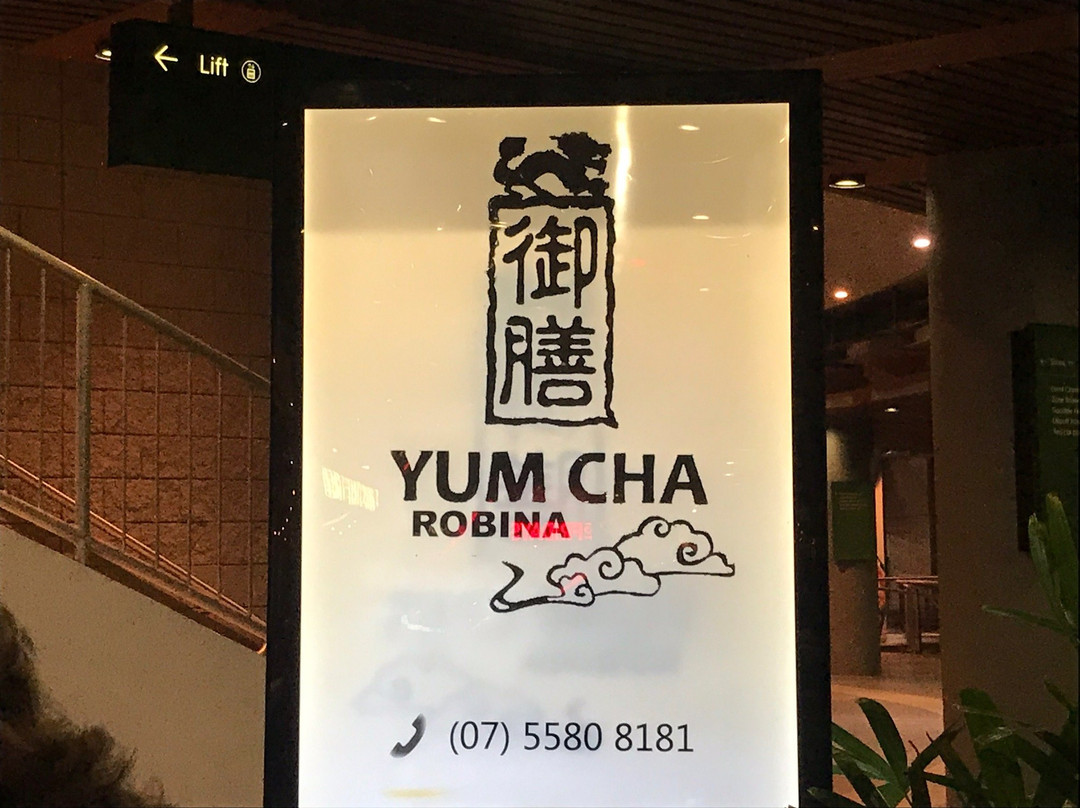 ← Lift
御
膳
YUM CHA
ROBINA
(07) 5580 8181